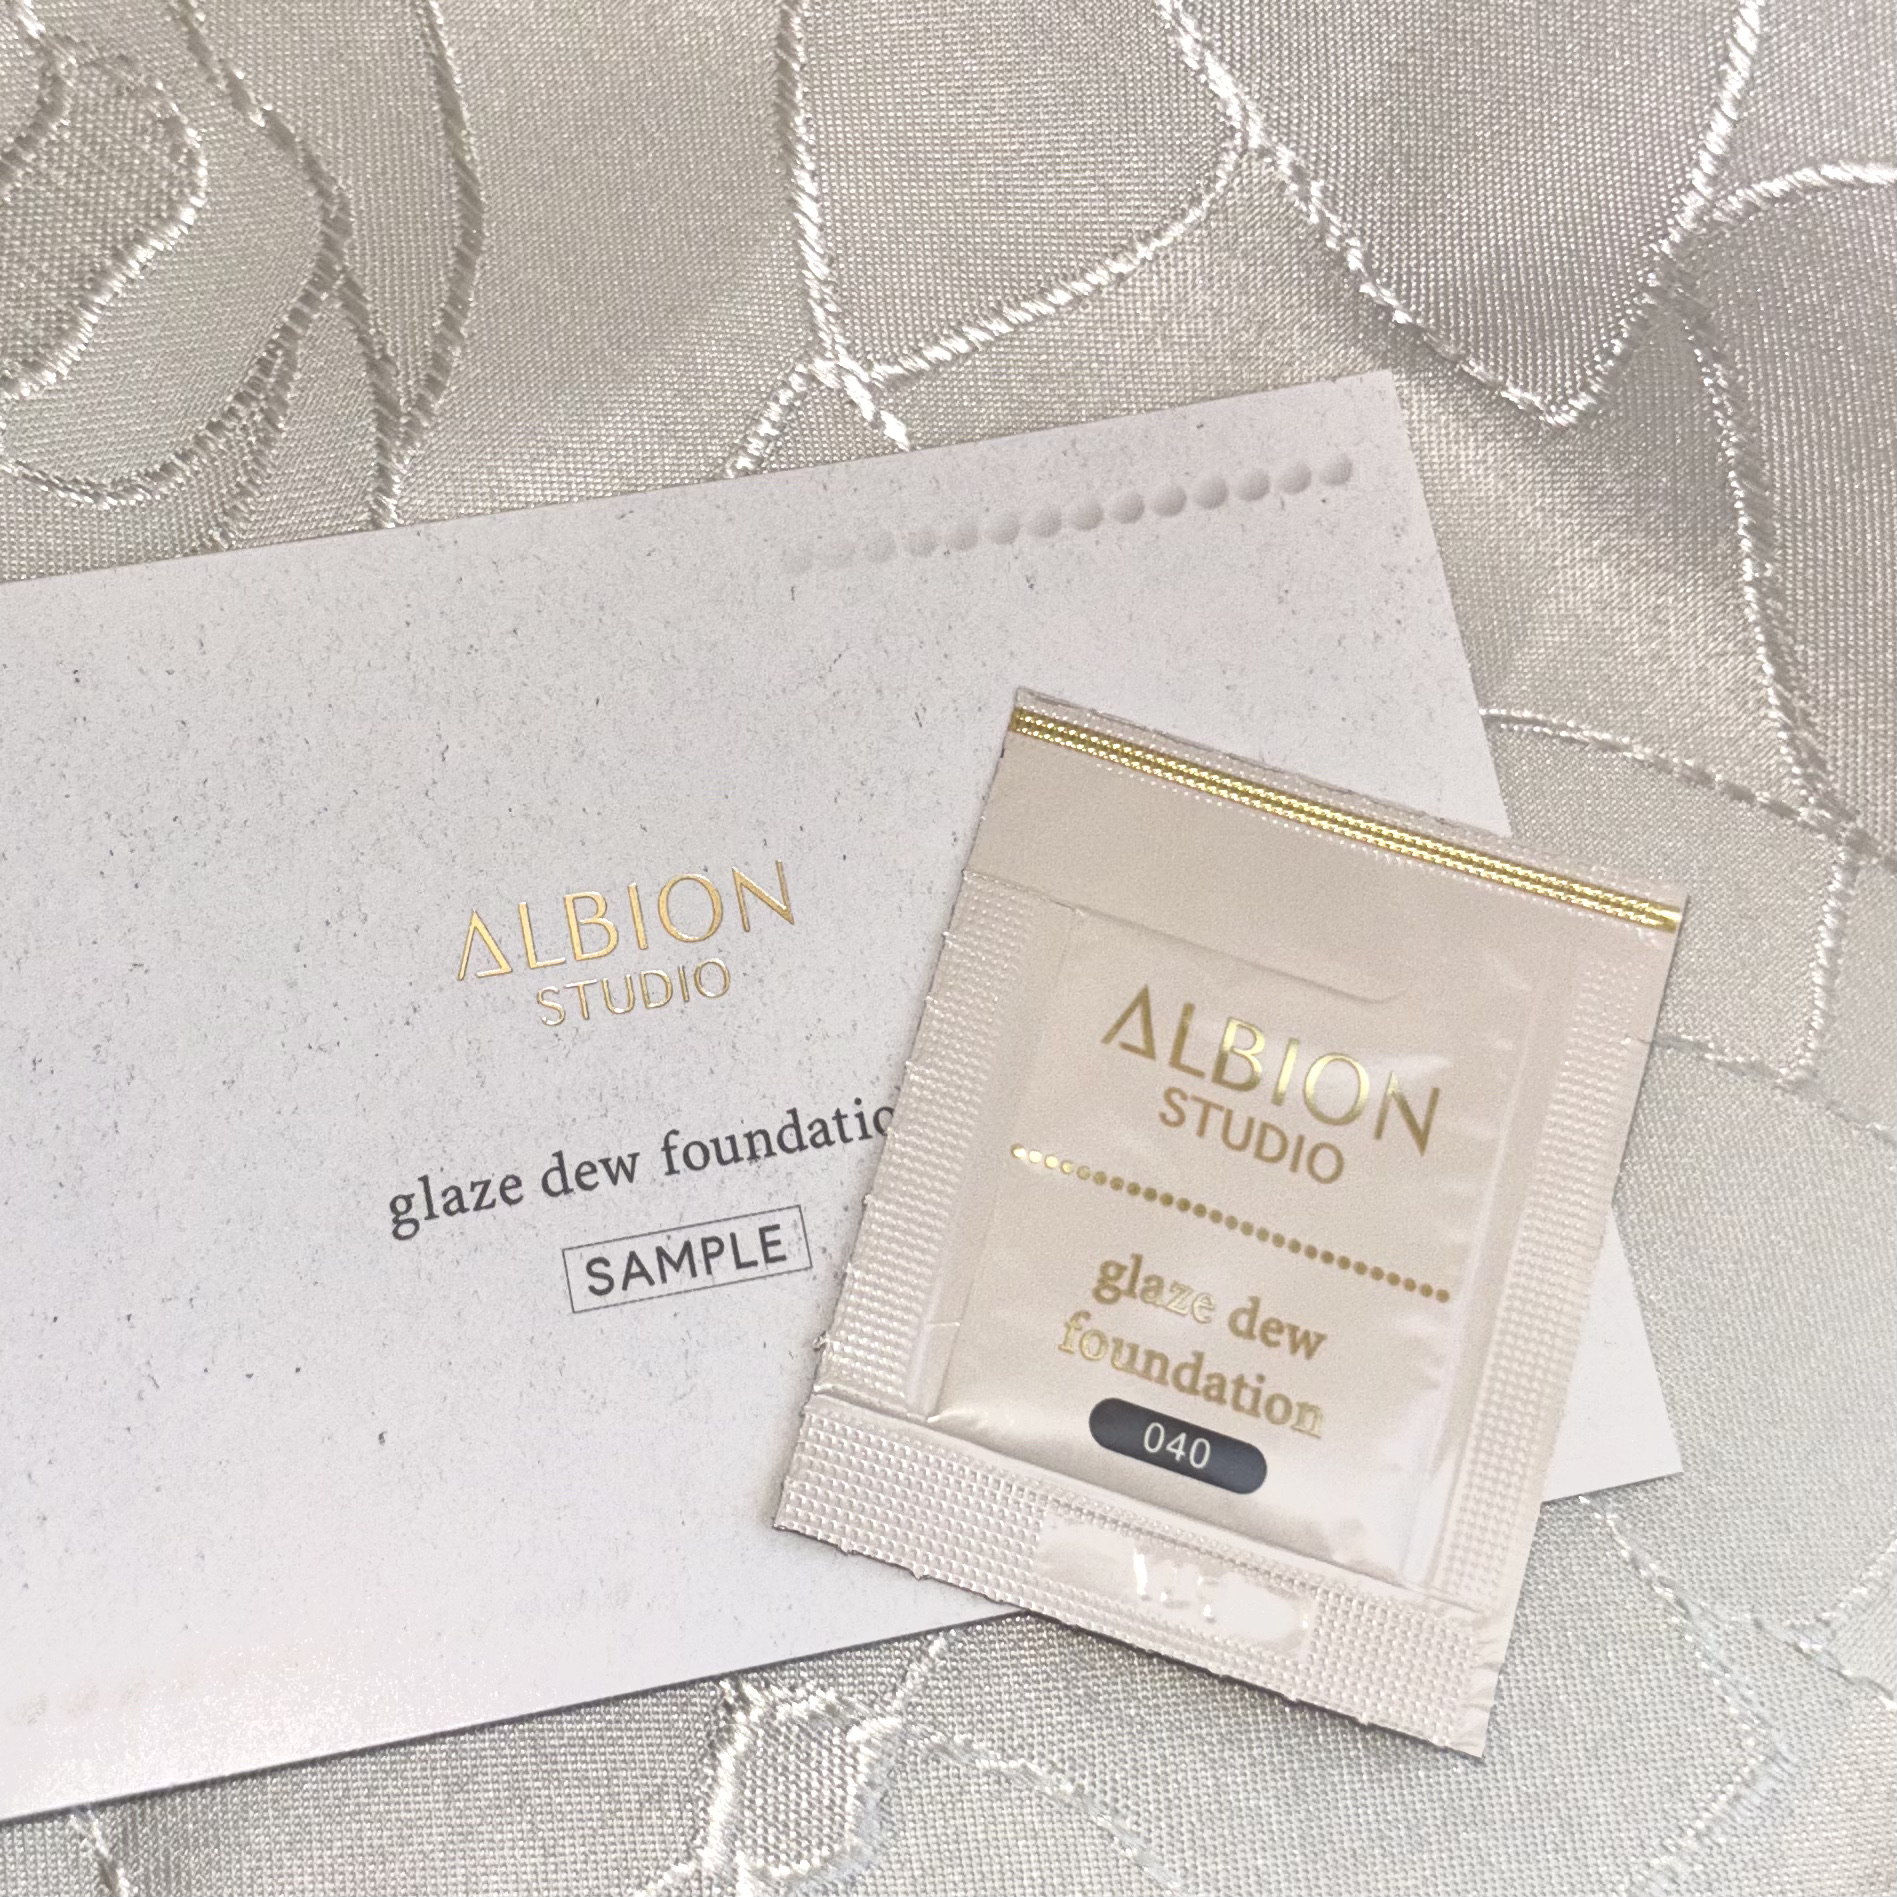 ALBION
STUDIO
glaze dew foundatio
SAMPLE
ALBION
STUDIO
glaze dew
foundation
040